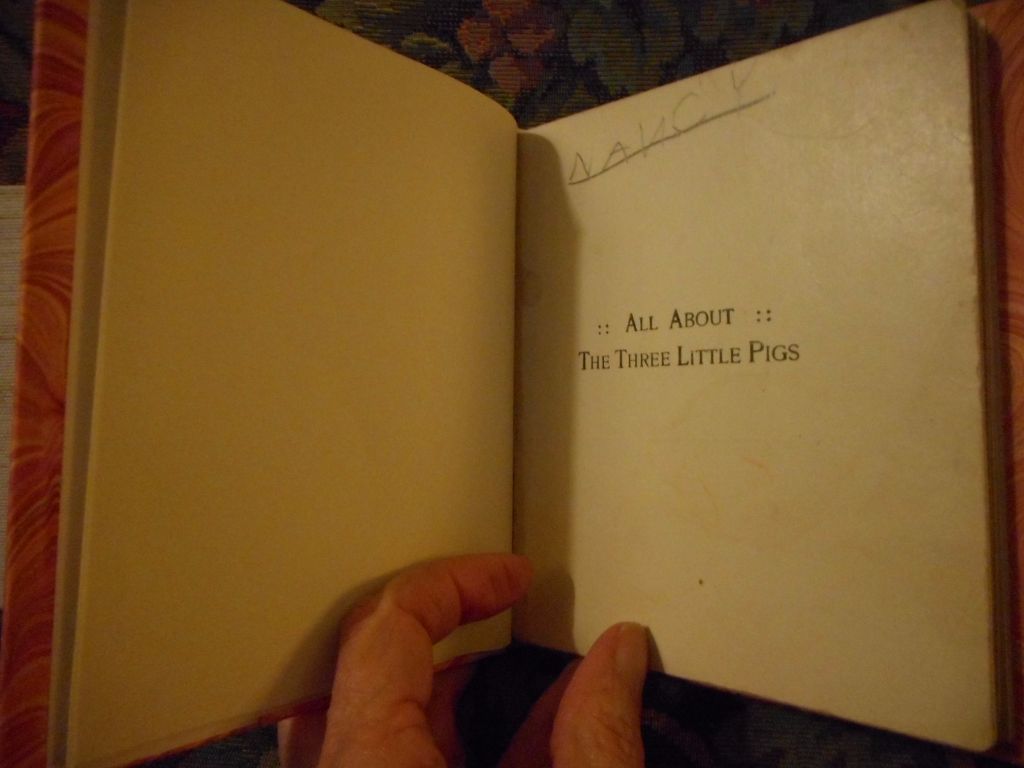 NANCY
:: ALL ABOUT ::
THE THREE LITTLE PIGS